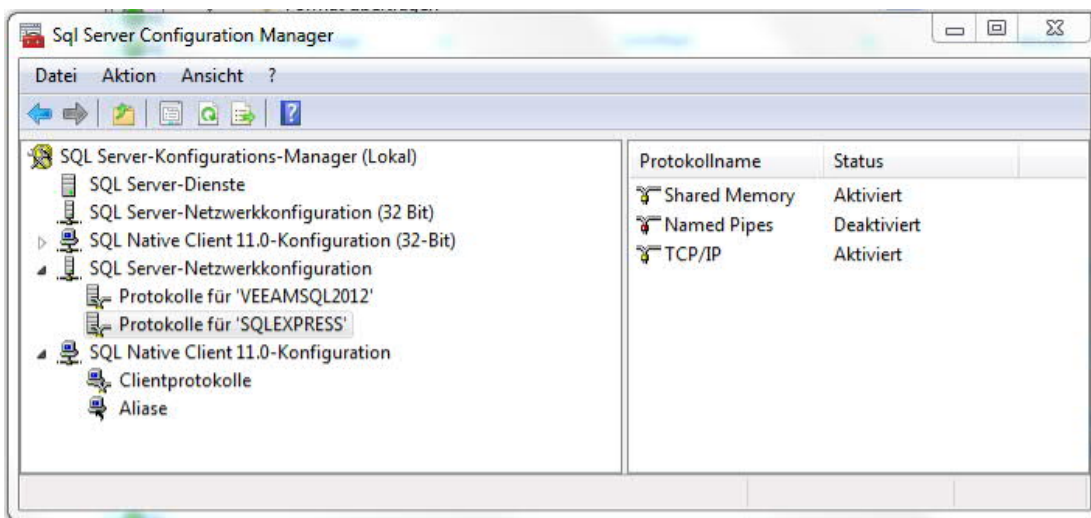 Sql Server Configuration Manager
Datei Aktion Ansicht ?
SQL Server-Konfigurations-Manager (Lokal)
SQL Server-Dienste
SQL Server-Netzwerkkonfiguration (32 Bit)
SQL Native Client 11.0-Konfiguration (32-Bit)
SQL Server-Netzwerkkonfiguration
Protokolle für 'VEEAMSQL2012'
Protokolle für 'SQLEXPRESS'
SQL Native Client 11.0-Konfiguration
Clientprotokolle
Aliase
Protokollname Status
Shared Memory Aktiviert
Named Pipes Deaktiviert
TCP/IP Aktiviert